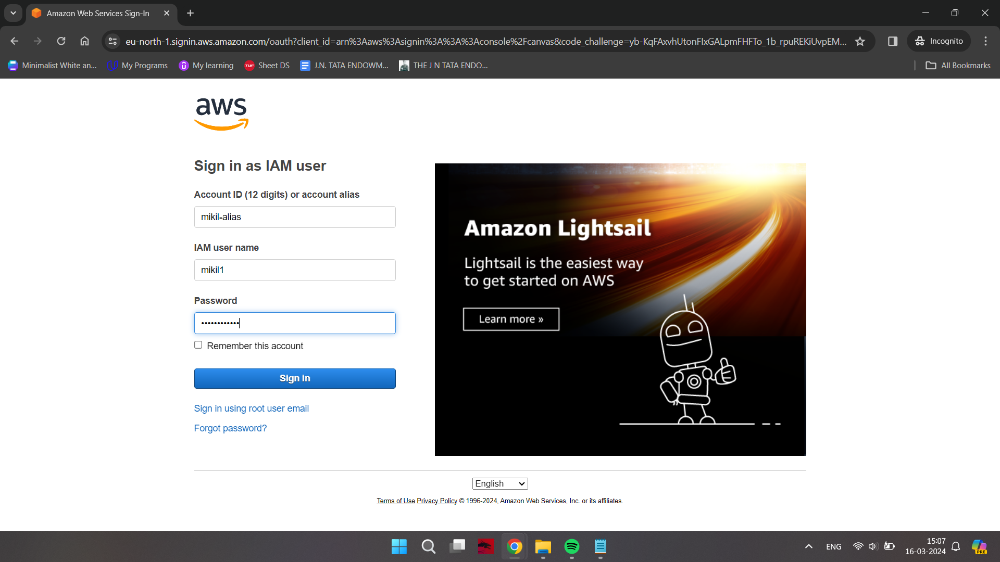 Amazon Web Services Sign-In
eu-north-1.signin.aws.amazon.com/oauth?client_id=arn%3Aaws%3Asignin%3A%3A%3Aconsole%2Fcanvas&code_challenge=yb-KqFAxvhUtonFIxGALpmFHFTo_1b_rpuREKiUvpEM...
Incognito
Minimalist White an...
My Programs
My learning
TUF
Sheet DS
J.N. TATA ENDOWM...
THE J N TATA ENDO...
All Bookmarks
aws
Sign in as IAM user
Account ID (12 digits) or account alias
mikil-alias
IAM user name
mikil1
Password
••••••••••••
Remember this account
Sign in
Sign in using root user email
Forgot password?
Amazon Lightsail
Lightsail is the easiest way
to get started on AWS
Learn more »
English
Terms of Use Privacy Policy © 1996-2024, Amazon Web Services, Inc. or its affiliates.
ENG
15:07
16-03-2024
PRE